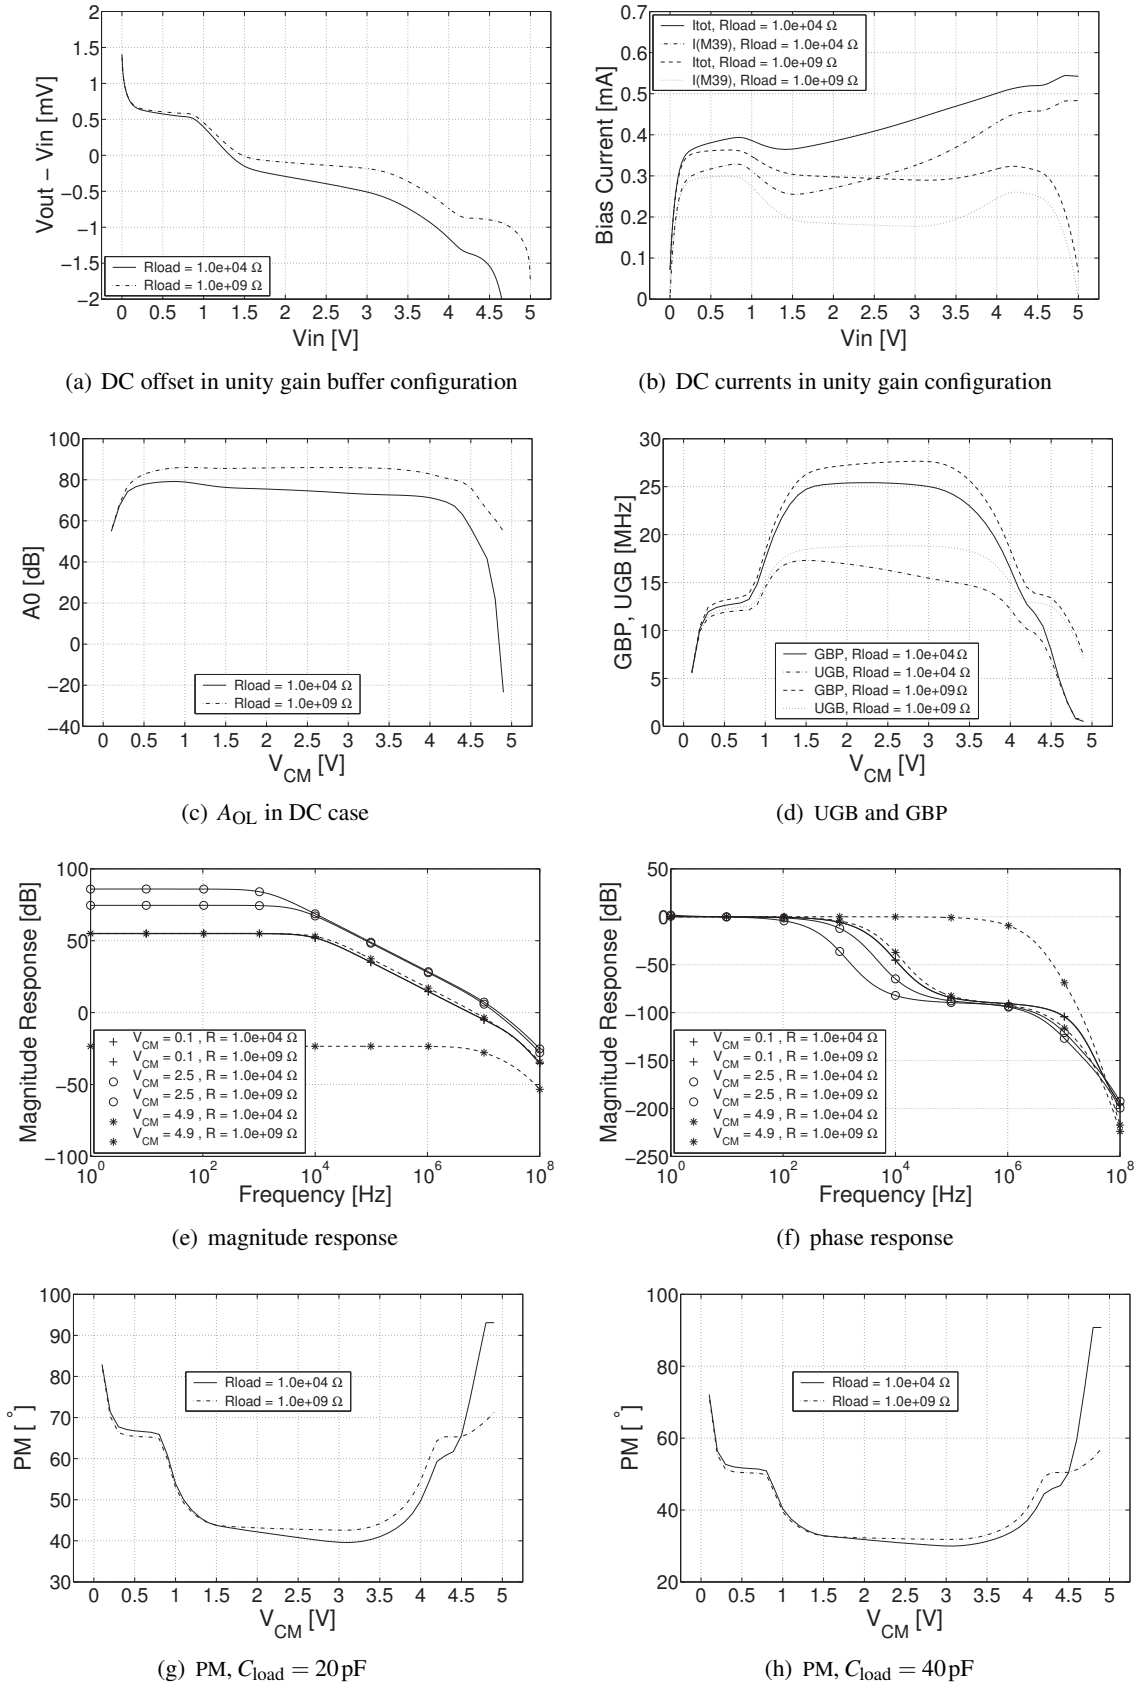 2
1.5
1
0.5
0
−0.5
−1
−1.5
−2
Vout − Vin [mV]
Rload = 1.0e+04 Ω
Rload = 1.0e+09 Ω
0 0.5 1 1.5 2 2.5 3 3.5 4 4.5 5
Vin [V]
(a) DC offset in unity gain buffer configuration
0.7
0.6
0.5
0.4
0.3
0.2
0.1
0
Bias Current [mA]
Itot, Rload = 1.0e+04 Ω
I(M39), Rload = 1.0e+04 Ω
Itot, Rload = 1.0e+09 Ω
I(M39), Rload = 1.0e+09 Ω
0 0.5 1 1.5 2 2.5 3 3.5 4 4.5 5
Vin [V]
(b) DC currents in unity gain configuration
100
80
60
40
20
0
−20
−40
A0 [dB]
Rload = 1.0e+04 Ω
Rload = 1.0e+09 Ω
0 0.5 1 1.5 2 2.5 3 3.5 4 4.5 5
V_CM [V]
(c) A_OL in DC case
30
25
20
15
10
5
0
GBP, UGB [MHz]
GBP, Rload = 1.0e+04 Ω
UGB, Rload = 1.0e+04 Ω
GBP, Rload = 1.0e+09 Ω
UGB, Rload = 1.0e+09 Ω
0 0.5 1 1.5 2 2.5 3 3.5 4 4.5 5
V_CM [V]
(d) UGB and GBP
100
50
0
−50
−100
Magnitude Response [dB]
V_CM = 0.1 , R = 1.0e+04 Ω
V_CM = 0.1 , R = 1.0e+09 Ω
V_CM = 2.5 , R = 1.0e+04 Ω
V_CM = 2.5 , R = 1.0e+09 Ω
V_CM = 4.9 , R = 1.0e+04 Ω
V_CM = 4.9 , R = 1.0e+09 Ω
10^0 10^2 10^4 10^6 10^8
Frequency [Hz]
(e) magnitude response
50
0
−50
−100
−150
−200
−250
Magnitude Response [dB]
V_CM = 0.1 , R = 1.0e+04 Ω
V_CM = 0.1 , R = 1.0e+09 Ω
V_CM = 2.5 , R = 1.0e+04 Ω
V_CM = 2.5 , R = 1.0e+09 Ω
V_CM = 4.9 , R = 1.0e+04 Ω
V_CM = 4.9 , R = 1.0e+09 Ω
10^0 10^2 10^4 10^6 10^8
Frequency [Hz]
(f) phase response
100
90
80
70
60
50
40
30
PM [ °]
Rload = 1.0e+04 Ω
Rload = 1.0e+09 Ω
0 0.5 1 1.5 2 2.5 3 3.5 4 4.5 5
V_CM [V]
(g) PM, C_load = 20 pF
100
80
60
40
20
PM [ °]
Rload = 1.0e+04 Ω
Rload = 1.0e+09 Ω
0 0.5 1 1.5 2 2.5 3 3.5 4 4.5 5
V_CM [V]
(h) PM, C_load = 40 pF